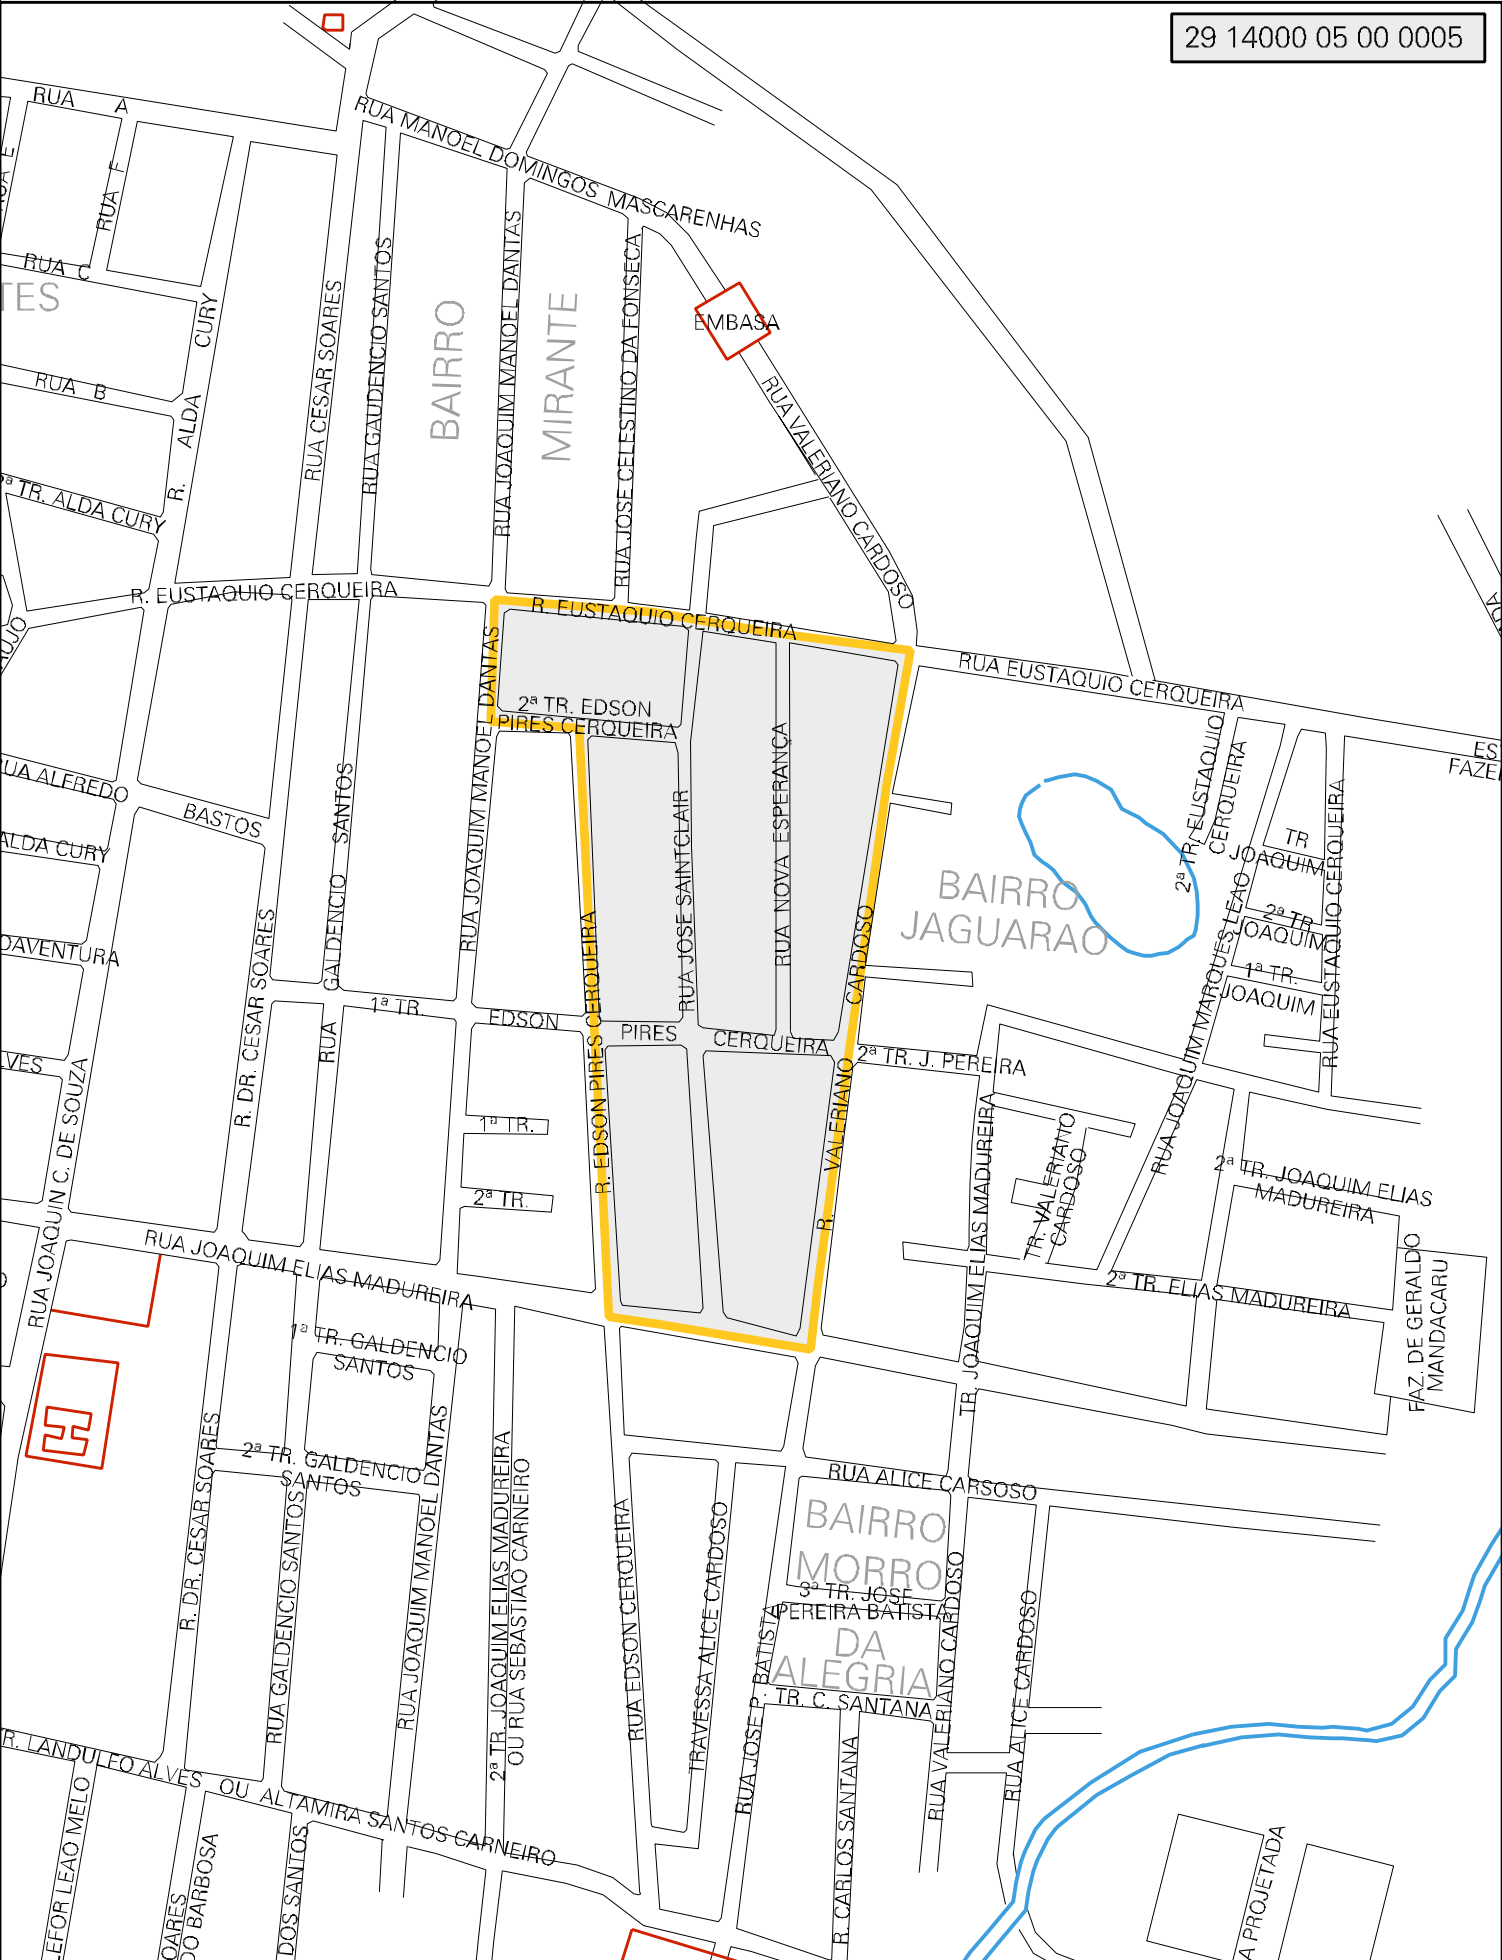 29 14000 05 00 0005
RUA A
RUA F
RUA C
TES
RUA B
R. ALDA CURY
TR. ALDA CURY
RUA MANOEL DOMINGOS MASCARENHAS
RUA CESAR SOARES
RUA GAUDENCIO SANTOS
BAIRRO
MIRANTE
RUA JOAQUIM MANOEL DANTAS
RUA JOSE CELESTINO DA FONSECA
EMBASA
RUA VALERIANO CARDOSO
R. EUSTAQUIO CERQUEIRA
R. EUSTAQUIO CERQUEIRA
RUA EUSTAQUIO CERQUEIRA
2ª TR. EDSON
PIRES CERQUEIRA
RUA JOAQUIM MANOEL DANTAS
RUA JOSE SAINTCLAIR
RUA NOVA ESPERANÇA
UA ALFREDO BASTOS
ALDA CURY
OAVENTURA
LVES
RUA GALDENCIO SANTOS
R. DR. CESAR SOARES
R. EDSON PIRES CERQUEIRA
1ª TR. EDSON PIRES CERQUEIRA
R. VALERIANO CARDOSO
BAIRRO
JAGUARAO
2ª TR. EUSTAQUIO
CERQUEIRA
ES
FAZE
TR
JOAQUIM
2ª TR.
JOAQUIM
1ª TR.
JOAQUIM
RUA EUSTAQUIO CERQUEIRA
RUA JOAQUIM MARQUES LEAO
2ª TR. J. PEREIRA
1ª TR.
2ª TR.
TR. VALERIANO
CARDOSO
TR. JOAQUIM ELIAS MADUREIRA
2ª TR. JOAQUIM ELIAS
MADUREIRA
2ª TR. ELIAS MADUREIRA
FAZ. DE GERALDO
MANDACARU
RUA JOAQUIN C. DE SOUZA
RUA JOAQUIM ELIAS MADUREIRA
1ª TR. GALDENCIO
SANTOS
2ª TR. GALDENCIO
SANTOS
R. DR. CESAR SOARES
RUA GALDENCIO SANTOS
RUA JOAQUIM MANOEL DANTAS
2ª TR. JOAQUIM ELIAS MADUREIRA
OU RUA SEBASTIAO CARNEIRO
RUA EDSON CERQUEIRA
TRAVESSA ALICE CARDOSO
RUA ALICE CARSOSO
BAIRRO
MORRO
3ª TR. JOSE
PEREIRA BATISTA
DA
ALEGRIA
TR. C. SANTANA
RUA JOSE P. BATISTA
RUA VALERIANO CARDOSO
RUA ALICE CARDOSO
R. CARLOS SANTANA
R. LANDULFO ALVES OU ALTAMIRA SANTOS CARNEIRO
LEFOR LEAO MELO
OARES
DO BARBOSA
DOS SANTOS
A PROJETADA